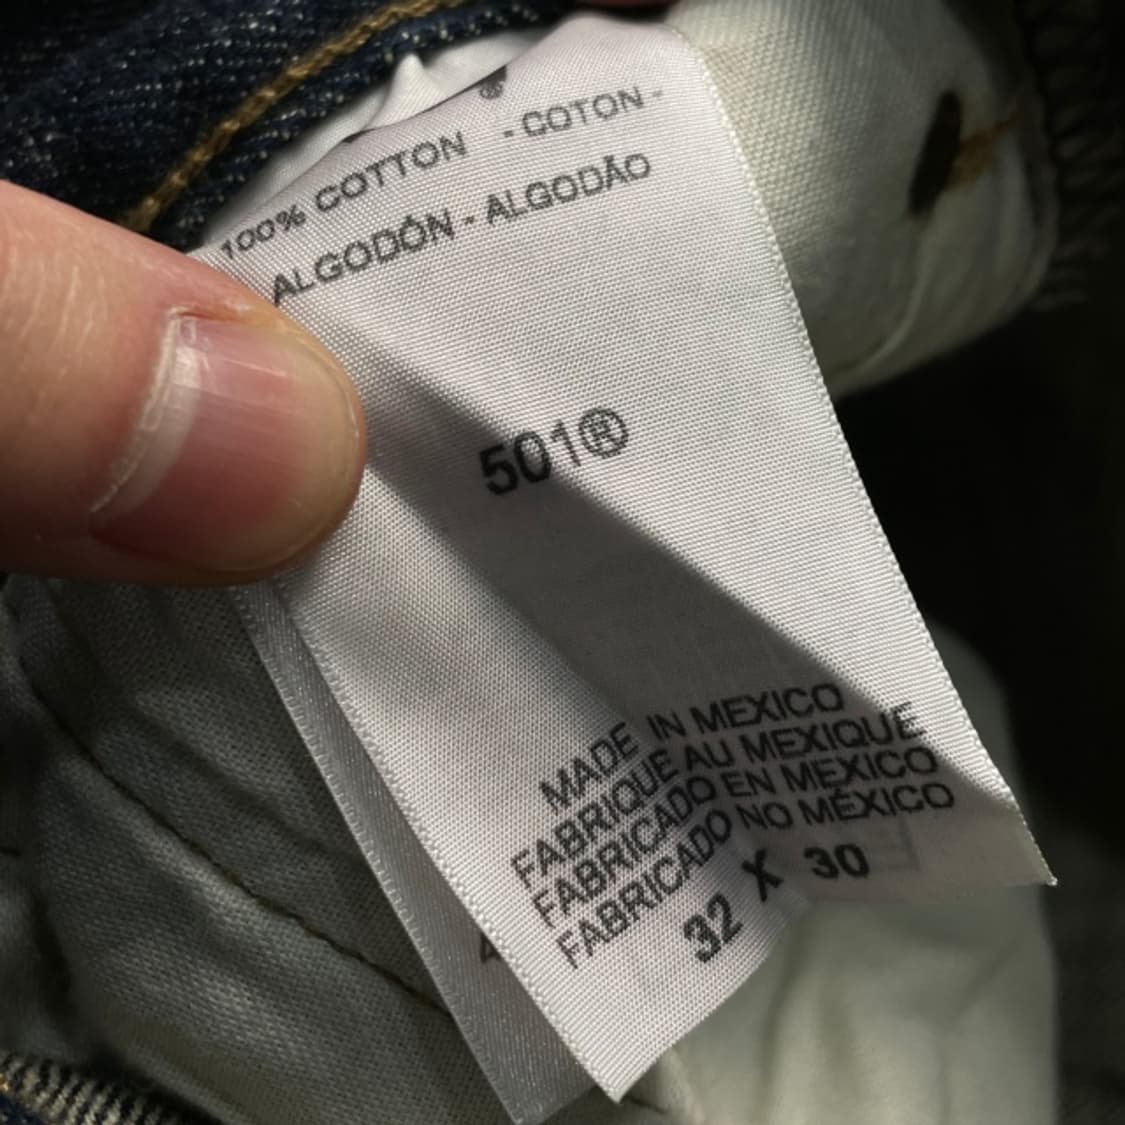 ®
100% COTTON - COTON -
ALGODÓN - ALGODÃO
501®
MADE IN MEXICO
FABRIQUE AU MEXIQUE
FABRICADO EN MEXICO
FABRICADO NO MÉXICO
32 X 30